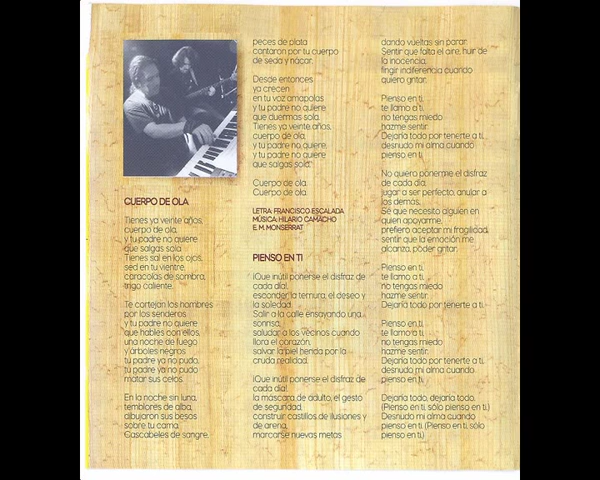 CUERPO DE OLA
Tienes ya veinte años,
cuerpo de ola,
y tu padre no quiere
que salgas sola.
Tienes sal en los ojos,
sed en tu vientre,
caracolas de sombra,
trigo caliente.
Te cortejan los hombres
por los senderos
y tu padre no quiere
que hables con ellos,
una noche de fuego
y árboles negros
tu padre ya no pudo,
tu padre ya no pudo
matar sus celos.
En la noche sin luna,
temblores de alba,
dibujaron sus besos
sobre tu cama.
Cascabeles de sangre,
peces de plata
cantaron por tu cuerpo
de seda y nácar.
Desde entonces
ya crecen
en tu voz amapolas
y tu padre no quiere
que duermas sola.
Tienes ya veinte años,
cuerpo de ola,
y tu padre no quiere,
y tu padre no quiere
que salgas sola.
Cuerpo de ola.
Cuerpo de ola.
LETRA: FRANCISCO ESCALADA
MÚSICA: HILARIO CAMACHO
E. M. MONSERRAT
PIENSO EN TI
¡Que inútil ponerse el disfraz de
cada día!,
esconder la ternura, el deseo y
la soledad.
Salir a la calle ensayando una
sonrisa,
saludar a los vecinos cuando
llora el corazón,
salvar la piel herida por la
cruda realidad.
¡Que inútil ponerse el disfraz de
cada día!,
la máscara de adulto, el gesto
de seguridad,
construir castillos de ilusiones y
de arena,
marcarse nuevas metas
dando vueltas sin parar.
Sentir que falta el aire, huir de
la inocencia,
fingir indiferencia cuando
quiero gritar.
Pienso en ti,
te llamo a ti,
no tengas miedo
hazme sentir.
Dejaría todo por tenerte a ti,
desnudo mi alma cuando
pienso en ti.
No quiero ponerme el disfraz
de cada día,
jugar a ser perfecto, anular a
los demás.
Se que necesito alguien en
quien apoyarme,
prefiero aceptar mi fragilidad,
sentir que la emoción me
alcanza, poder gritar.
Pienso en ti,
te llamo a ti,
no tengas miedo
hazme sentir.
Dejaría todo por tenerte a ti.
Pienso en ti,
te llamo a ti,
no tengas miedo
hazme sentir.
Dejaría todo por tenerte a ti,
desnudo mi alma cuando
pienso en ti.
Dejaría todo, dejaría todo.
(Pienso en ti, sólo pienso en ti.)
Desnudo mi alma cuando
pienso en ti (Pienso en ti, sólo
pienso en ti.)